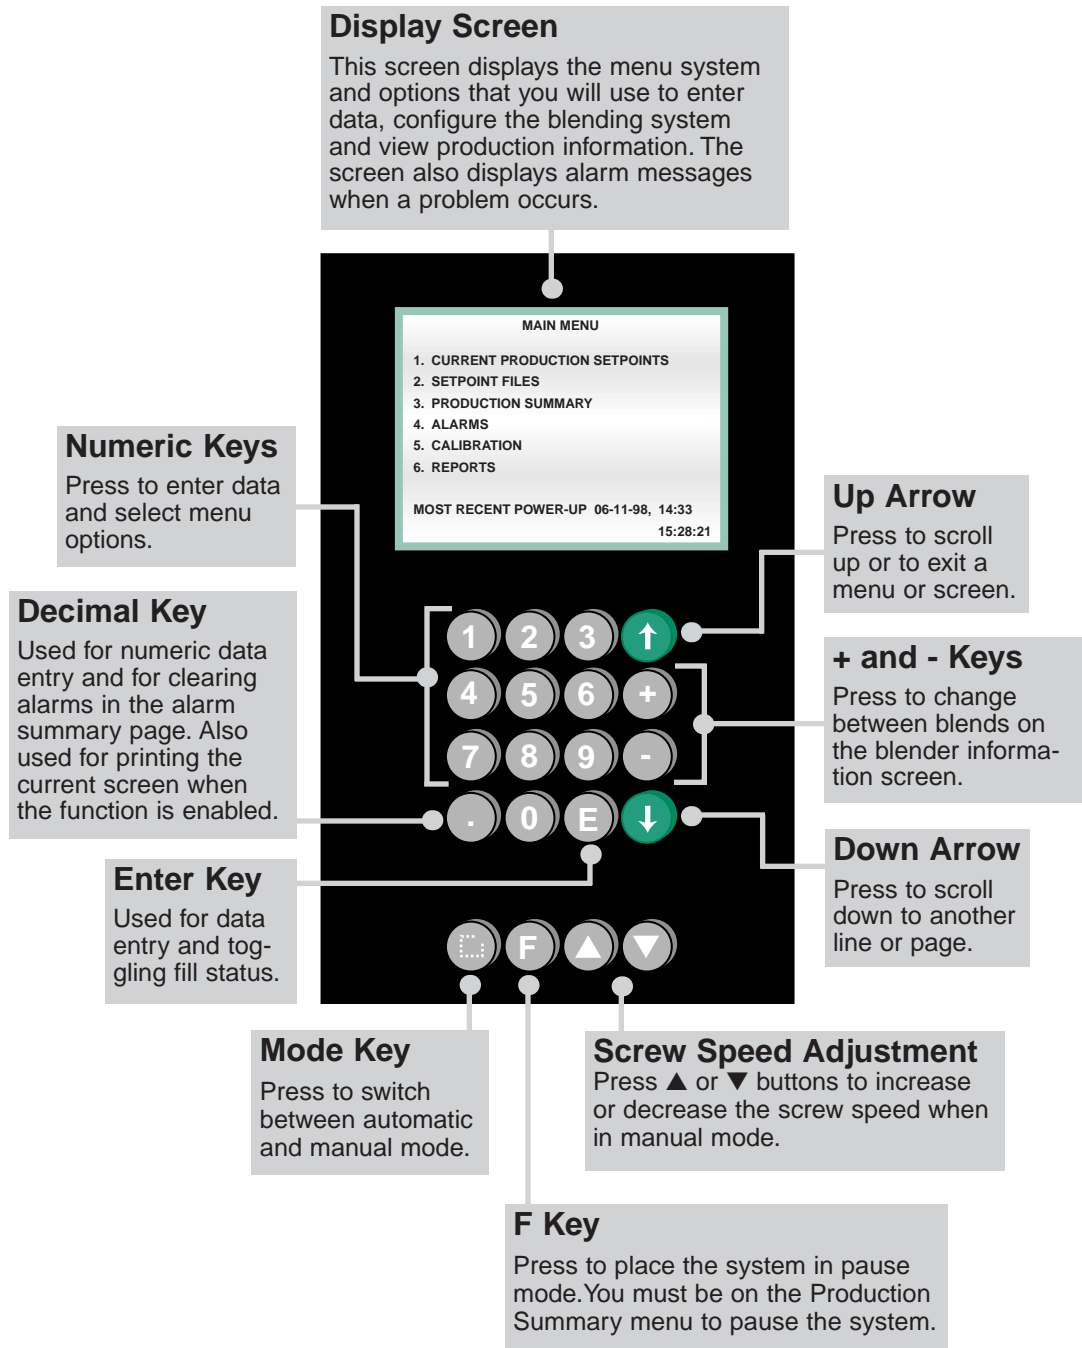 Display Screen
This screen displays the menu system
and options that you will use to enter
data, configure the blending system
and view production information. The
screen also displays alarm messages
when a problem occurs.
MAIN MENU
1. CURRENT PRODUCTION SETPOINTS
2. SETPOINT FILES
3. PRODUCTION SUMMARY
4. ALARMS
5. CALIBRATION
6. REPORTS
MOST RECENT POWER-UP 06-11-98, 14:33
15:28:21
Numeric Keys
Press to enter data
and select menu
options.
Decimal Key
Used for numeric data
entry and for clearing
alarms in the alarm
summary page. Also
used for printing the
current screen when
the function is enabled.
Enter Key
Used for data
entry and tog-
gling fill status.
1 2 3 ↑
4 5 6 +
7 8 9 -
. 0 E ↓
F ▲ ▼
Up Arrow
Press to scroll
up or to exit a
menu or screen.
+ and - Keys
Press to change
between blends on
the blender informa-
tion screen.
Down Arrow
Press to scroll
down to another
line or page.
Mode Key
Press to switch
between automatic
and manual mode.
Screw Speed Adjustment
Press ▲ or ▼ buttons to increase
or decrease the screw speed when
in manual mode.
F Key
Press to place the system in pause
mode.You must be on the Production
Summary menu to pause the system.